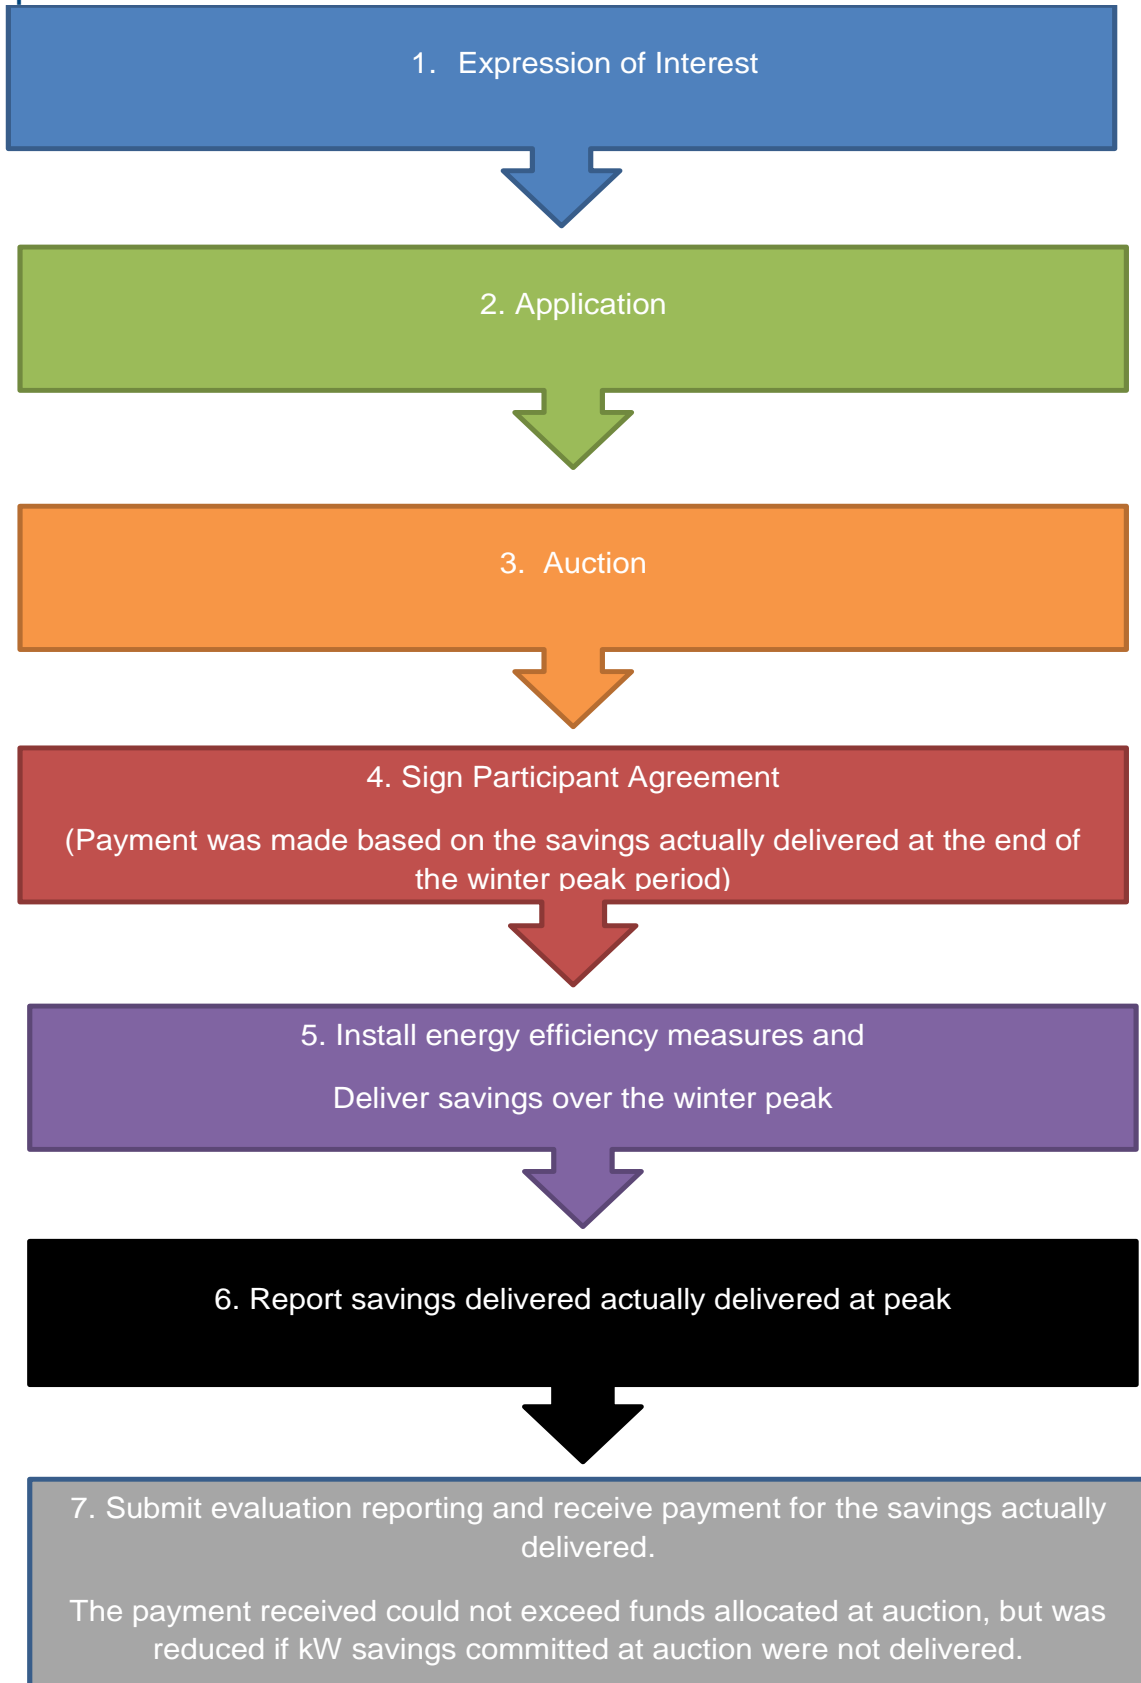 1. Expression of Interest
2. Application
3. Auction
4. Sign Participant Agreement
(Payment was made based on the savings actually delivered at the end of
the winter peak period)
5. Install energy efficiency measures and
Deliver savings over the winter peak
6. Report savings delivered actually delivered at peak
7. Submit evaluation reporting and receive payment for the savings actually
delivered.
The payment received could not exceed funds allocated at auction, but was
reduced if kW savings committed at auction were not delivered.